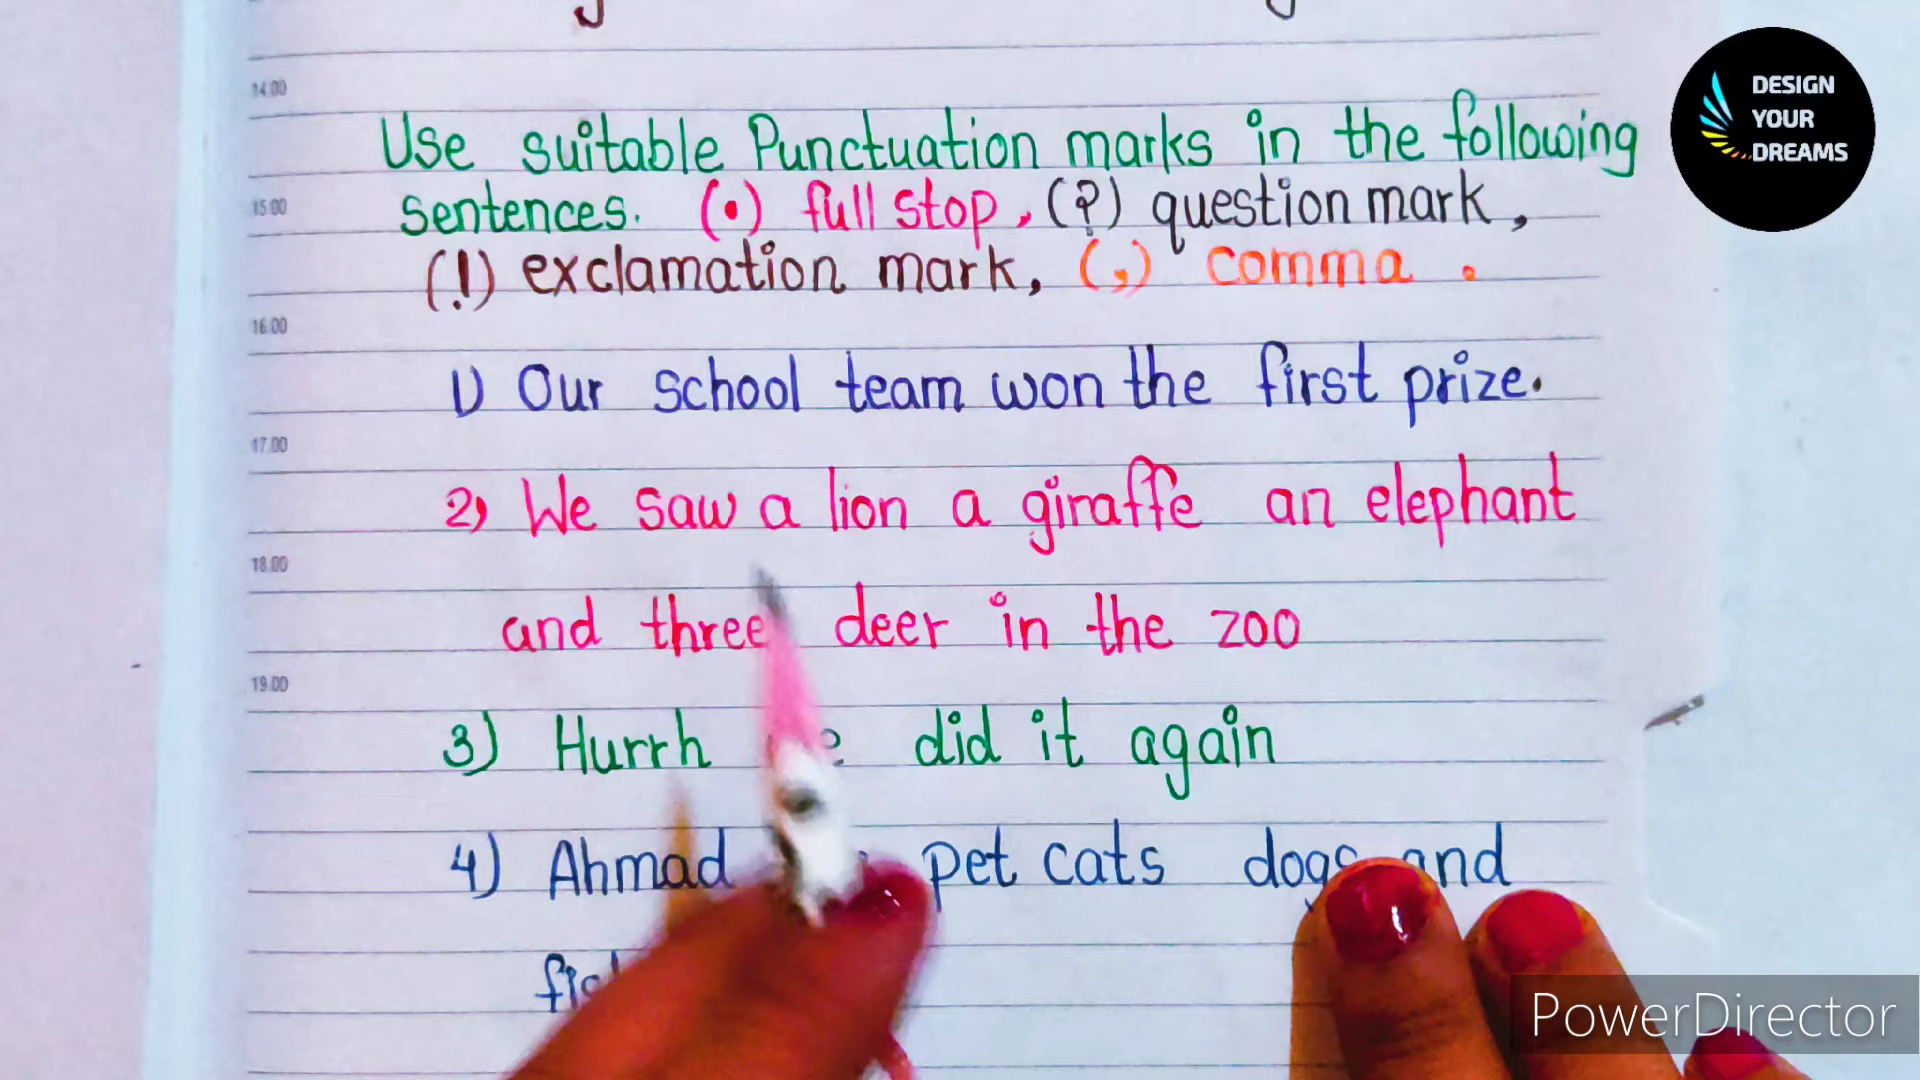 14.00
Use suitable Punctuation marks in the following
15.00
sentences. (.) full stop, (?) question mark,
(!) exclamation mark, (,) comma.
16.00
1) Our school team won the first prize.
17.00
2) We saw a lion a giraffe an elephant
18.00
and three deer in the zoo
19.00
3) Hurrh did it again
4) Ahmad pet cats dogs and
DESIGN
YOUR
DREAMS
PowerDirector